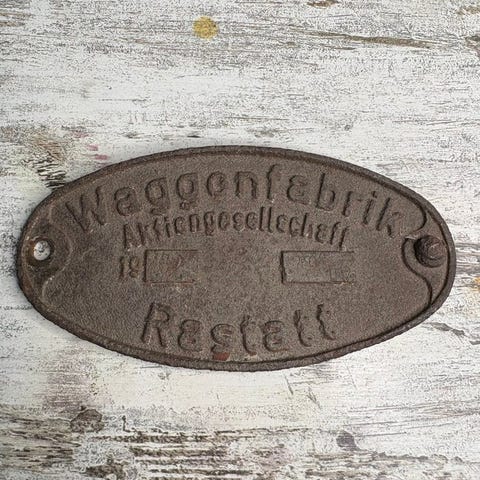 Waggonfabrik
Aktiengesellschaft
19
Rastatt